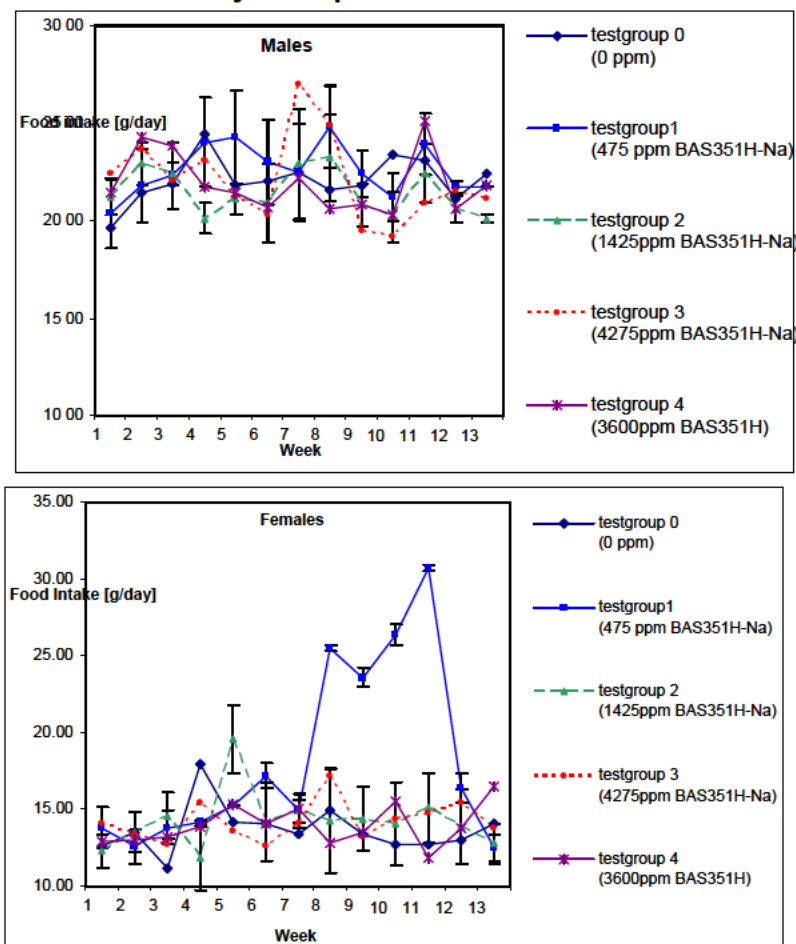 30 00
Males
25 00
Food Intake [g/day]
20 00
15 00
10 00
1 2 3 4 5 6 7 8 9 10 11 12 13
Week
testgroup 0
(0 ppm)
testgroup1
(475 ppm BAS351H-Na)
testgroup 2
(1425ppm BAS351H-Na)
testgroup 3
(4275ppm BAS351H-Na)
testgroup 4
(3600ppm BAS351H)
35.00
Females
30.00
Food Intake [g/day]
25.00
20.00
15.00
10.00
1 2 3 4 5 6 7 8 9 10 11 12 13
Week
testgroup 0
(0 ppm)
testgroup1
(475 ppm BAS351H-Na)
testgroup 2
(1425ppm BAS351H-Na)
testgroup 3
(4275ppm BAS351H-Na)
testgroup 4
(3600ppm BAS351H)